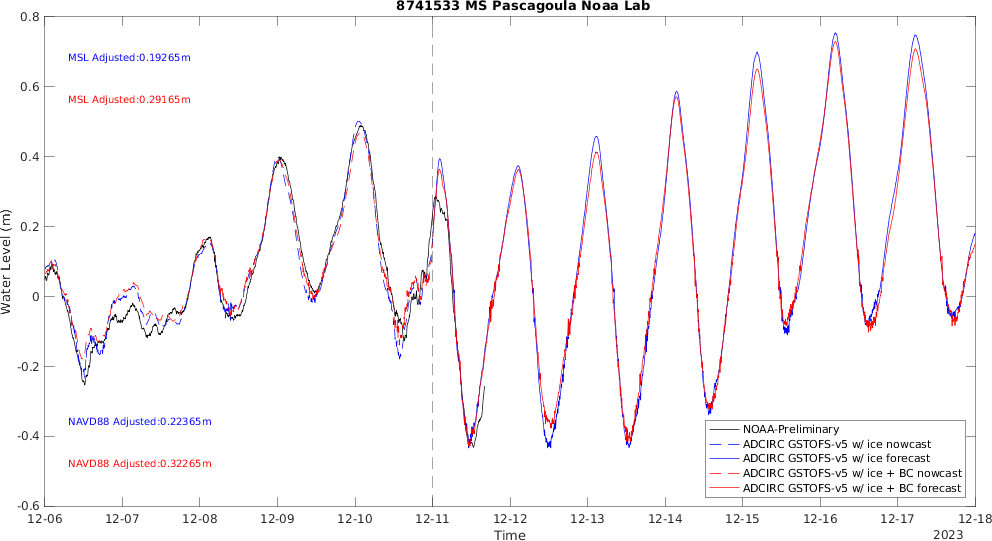 8741533 MS Pascagoula Noaa Lab
0.8
0.6
0.4
0.2
0
-0.2
-0.4
-0.6
Water Level (m)
MSL Adjusted:0.19265m
MSL Adjusted:0.29165m
NAVD88 Adjusted:0.22365m
NAVD88 Adjusted:0.32265m
NOAA-Preliminary
ADCIRC GSTOFS-v5 w/ ice nowcast
ADCIRC GSTOFS-v5 w/ ice forecast
ADCIRC GSTOFS-v5 w/ ice + BC nowcast
ADCIRC GSTOFS-v5 w/ ice + BC forecast
12-06 12-07 12-08 12-09 12-10 12-11 12-12 12-13 12-14 12-15 12-16 12-17 12-18
Time
2023